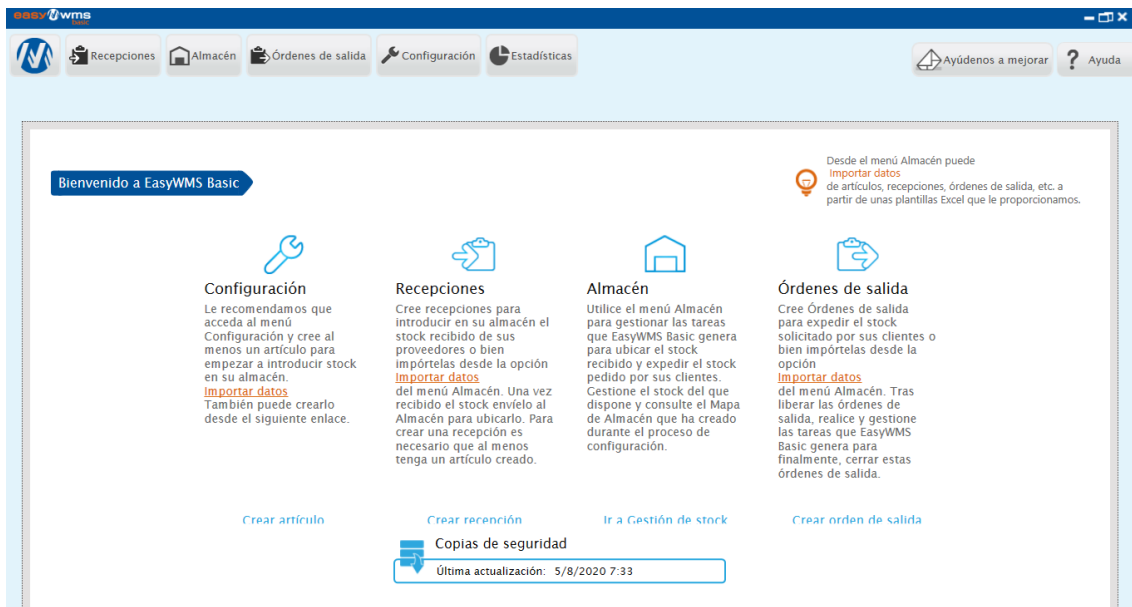 easy wms
basic
Recepciones
Almacén
Órdenes de salida
Configuración
Estadísticas
Ayúdenos a mejorar
? Ayuda
Bienvenido a EasyWMS Basic
Desde el menú Almacén puede
Importar datos
de artículos, recepciones, órdenes de salida, etc. a
partir de unas plantillas Excel que le proporcionamos.
Configuración
Le recomendamos que
acceda al menú
Configuración y cree al
menos un artículo para
empezar a introducir stock
en su almacén.
Importar datos
También puede crearlo
desde el siguiente enlace.
Crear artículo
Recepciones
Cree recepciones para
introducir en su almacén el
stock recibido de sus
proveedores o bien
impórtelas desde la opción
Importar datos
del menú Almacén. Una vez
recibido el stock envíelo al
Almacén para ubicarlo. Para
crear una recepción es
necesario que al menos
tenga un artículo creado.
Crear recepción
Almacén
Utilice el menú Almacén
para gestionar las tareas
que EasyWMS Basic genera
para ubicar el stock
recibido y expedir el stock
pedido por sus clientes.
Gestione el stock del que
dispone y consulte el Mapa
de Almacén que ha creado
durante el proceso de
configuración.
Ir a Gestión de stock
Órdenes de salida
Cree Órdenes de salida
para expedir el stock
solicitado por sus clientes o
bien impórtelas desde la
opción
Importar datos
del menú Almacén. Tras
liberar las órdenes de
salida, realice y gestione
las tareas que EasyWMS
Basic genera para
finalmente, cerrar estas
órdenes de salida.
Crear orden de salida
Copias de seguridad
Última actualización: 5/8/2020 7:33